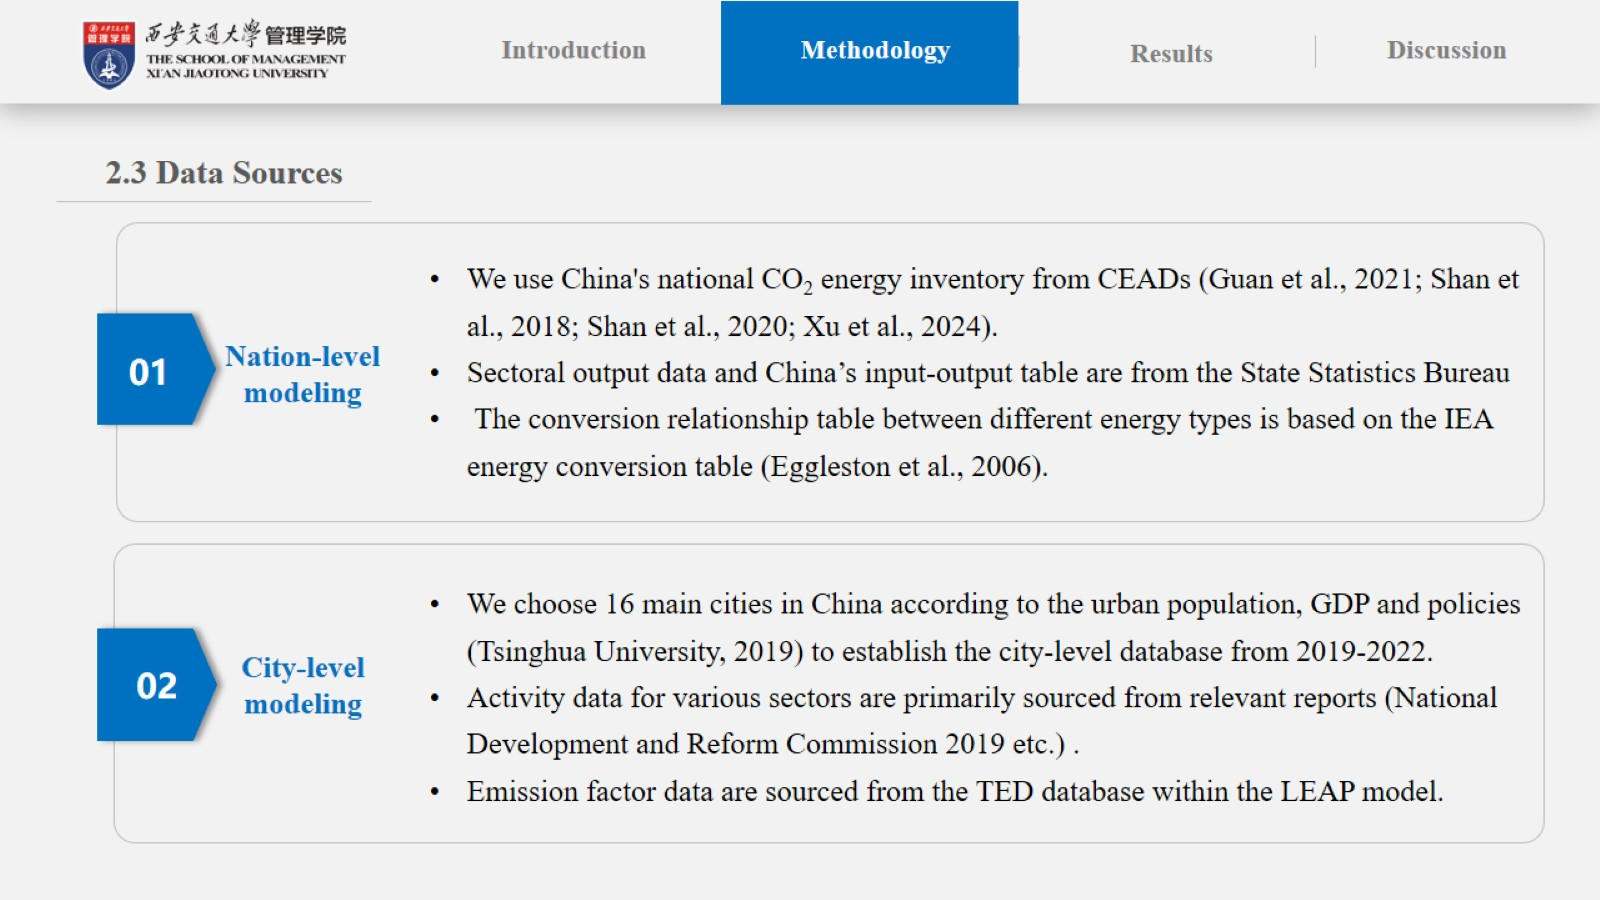 西安交通大学管理学院
THE SCHOOL OF MANAGEMENT
XI'AN JIAOTONG UNIVERSITY
管理学院
Introduction
Methodology
Results
Discussion
2.3 Data Sources
01
Nation-level
modeling
• We use China's national CO₂ energy inventory from CEADs (Guan et al., 2021; Shan et
al., 2018; Shan et al., 2020; Xu et al., 2024).
• Sectoral output data and China’s input-output table are from the State Statistics Bureau
• The conversion relationship table between different energy types is based on the IEA
energy conversion table (Eggleston et al., 2006).
02
City-level
modeling
• We choose 16 main cities in China according to the urban population, GDP and policies
(Tsinghua University, 2019) to establish the city-level database from 2019-2022.
• Activity data for various sectors are primarily sourced from relevant reports (National
Development and Reform Commission 2019 etc.) .
• Emission factor data are sourced from the TED database within the LEAP model.